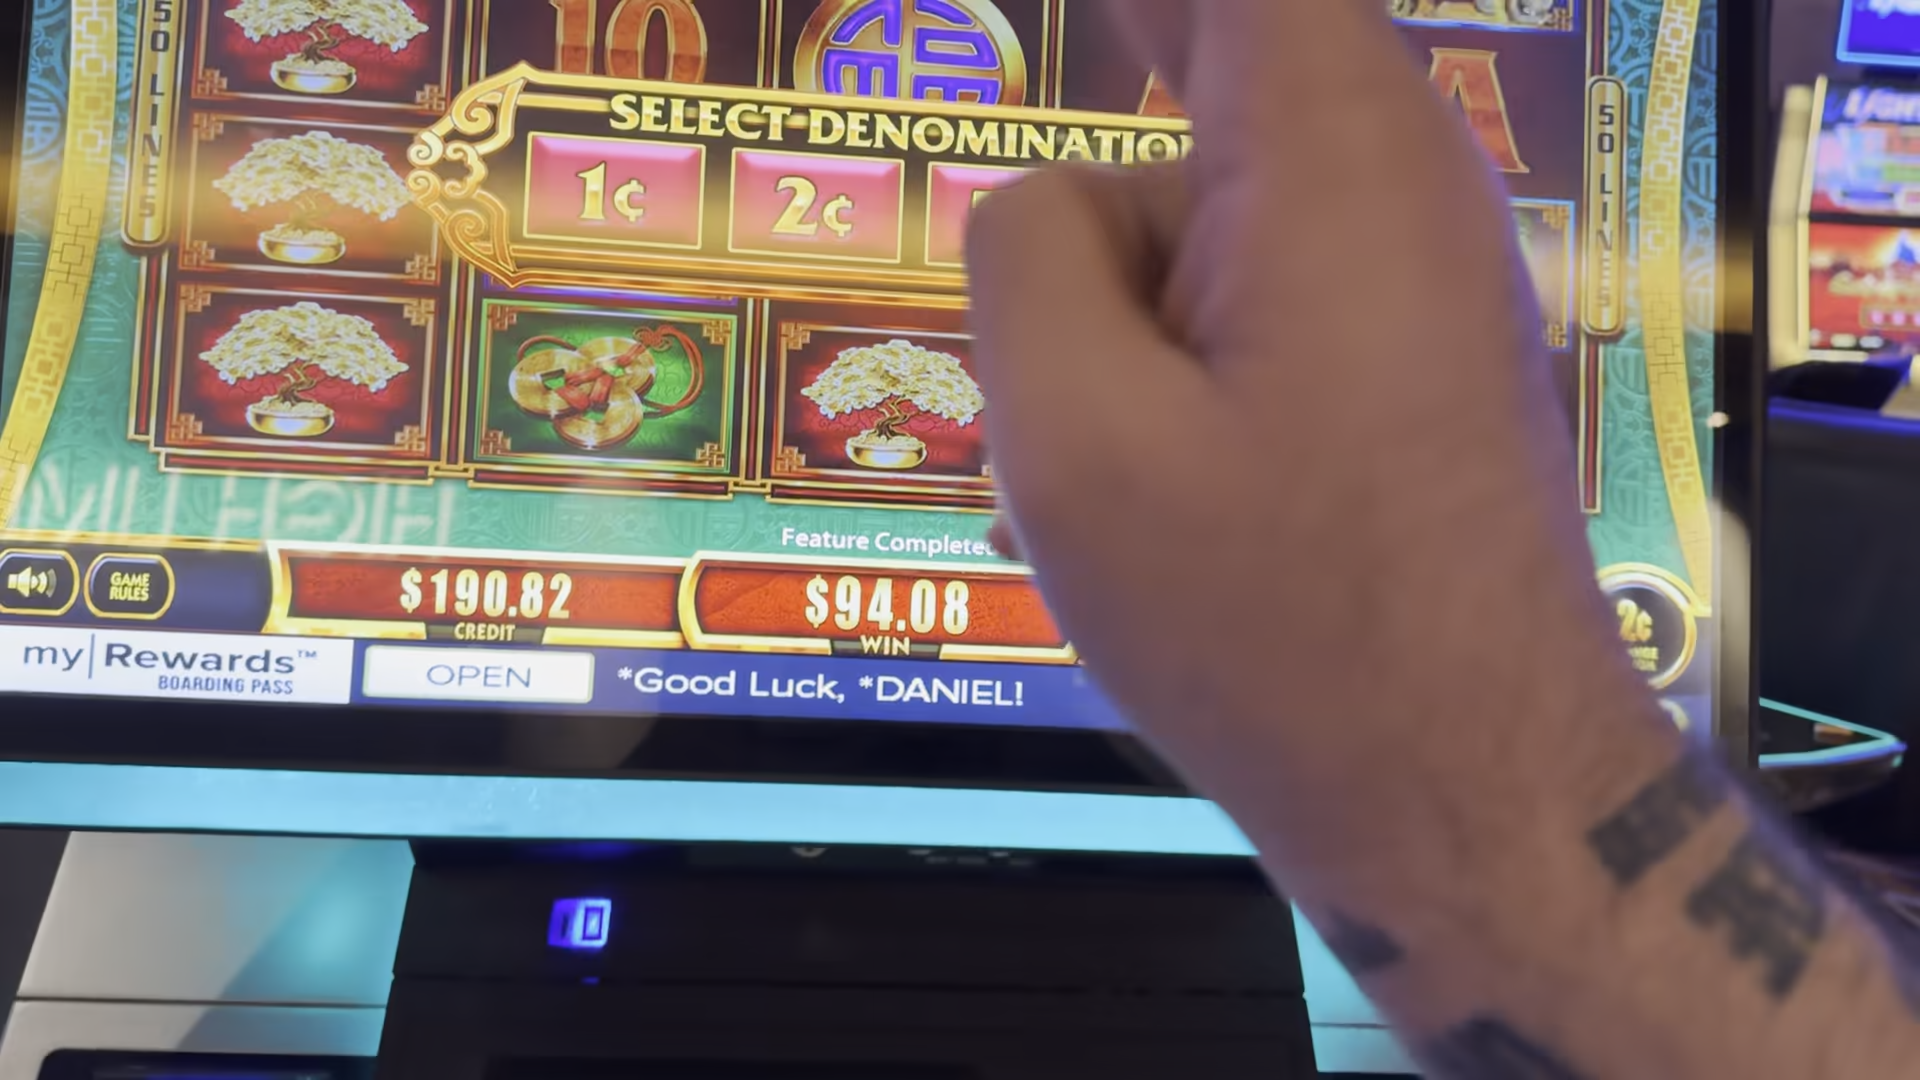 50 LINES
10
A
SELECT DENOMINATION
1¢
2¢
50 LINES
Feature Completed
GAME
RULES
$190.82
CREDIT
$94.08
WIN
2¢
my|Rewards™
BOARDING PASS
OPEN
*Good Luck, *DANIEL!